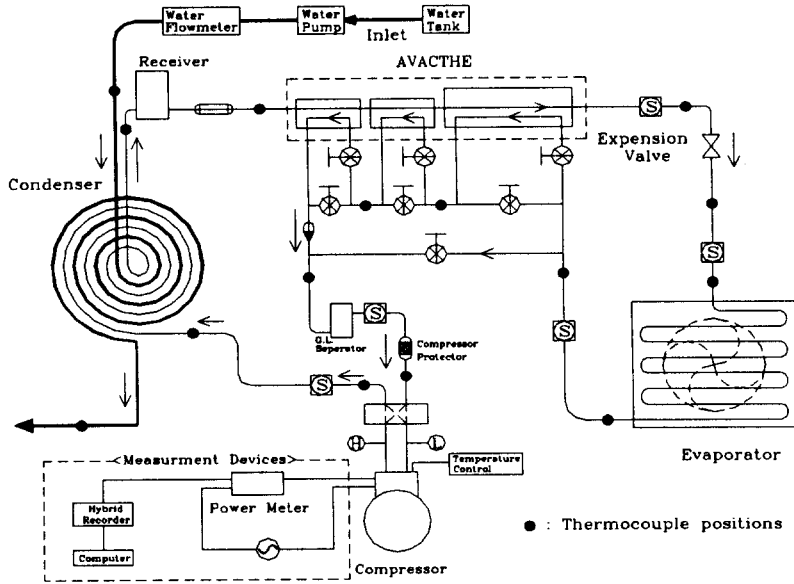 Water
Flowmeter
Water
Pump
Inlet
Water
Tank
Receiver
AVACTHE
S
Expension
Valve
Condenser
S
S
G.L.
Seperator
S
Compressor
Protector
S
H
L
Evaporator
Measurment Devices
Temperature
Control
Hybrid
Recorder
Power Meter
Computer
Compressor
: Thermocouple positions